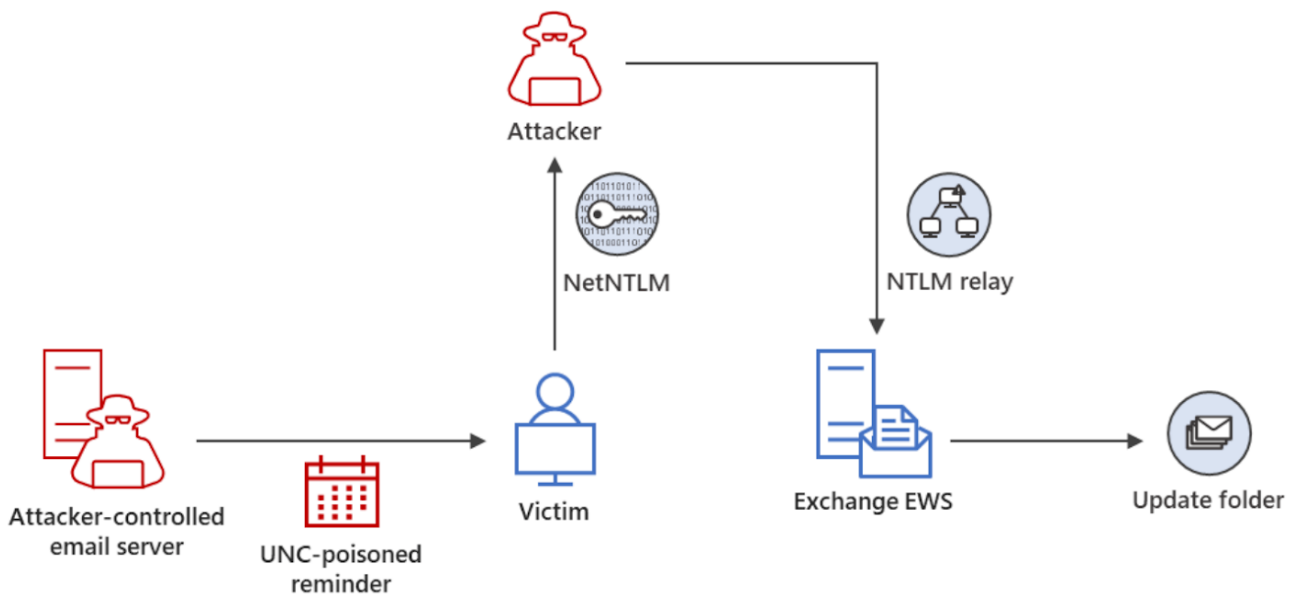 Attacker
NetNTLM
NTLM relay
Attacker-controlled
email server
UNC-poisoned
reminder
Victim
Exchange EWS
Update folder